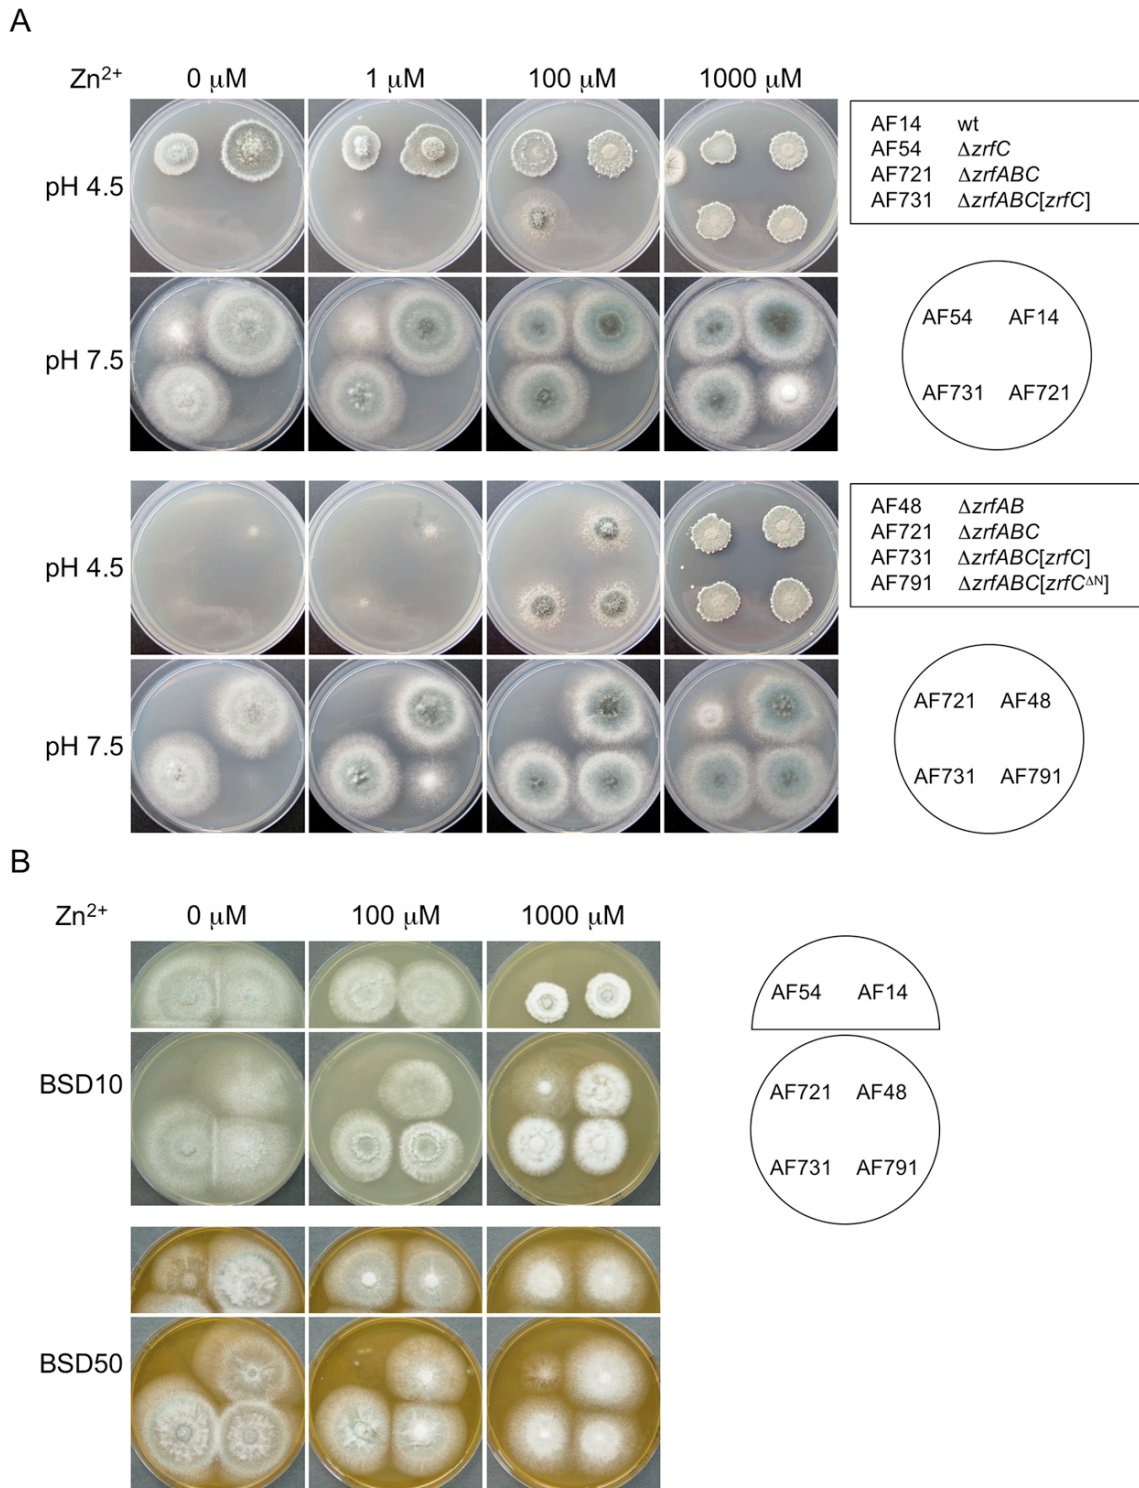 A
Zn²⁺ 0 μM 1 μM 100 μM 1000 μM
pH 4.5
AF14 wt
AF54 ΔzrfC
AF721 ΔzrfABC
AF731 ΔzrfABC[zrfC]
pH 7.5
AF54 AF14
AF731 AF721
pH 4.5
AF48 ΔzrfAB
AF721 ΔzrfABC
AF731 ΔzrfABC[zrfC]
AF791 ΔzrfABC[zrfC^ΔN]
pH 7.5
AF721 AF48
AF731 AF791
B
Zn²⁺ 0 μM 100 μM 1000 μM
AF54 AF14
BSD10
AF721 AF48
AF731 AF791
BSD50